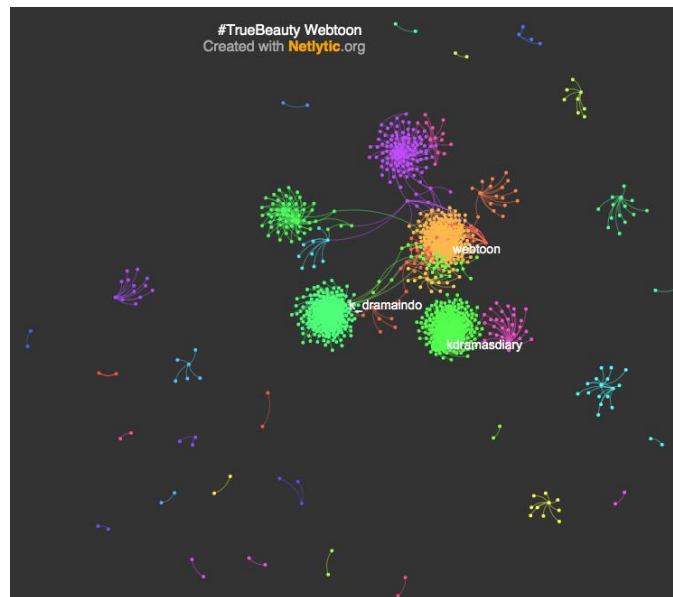 #TrueBeauty Webtoon
Created with Netlytic.org
webtoon
k_dramaindo
kdramasdiary